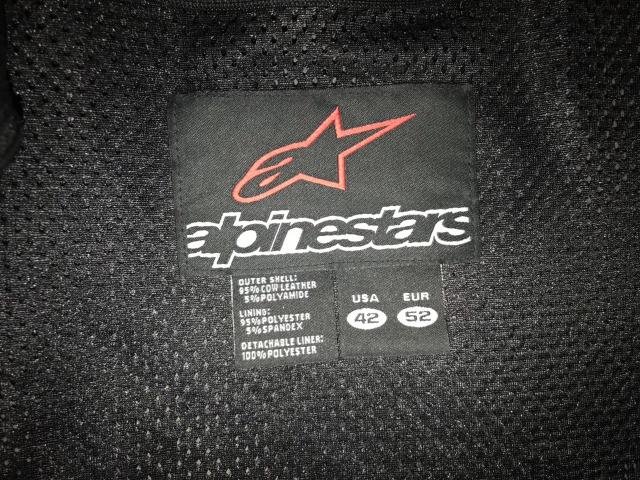 alpinestars
OUTER SHELL:
95% COW LEATHER
5% POLYAMIDE
LINING:
95% POLYESTER
5% SPANDEX
DETACHABLE LINER:
100% POLYESTER
USA EUR
42 52